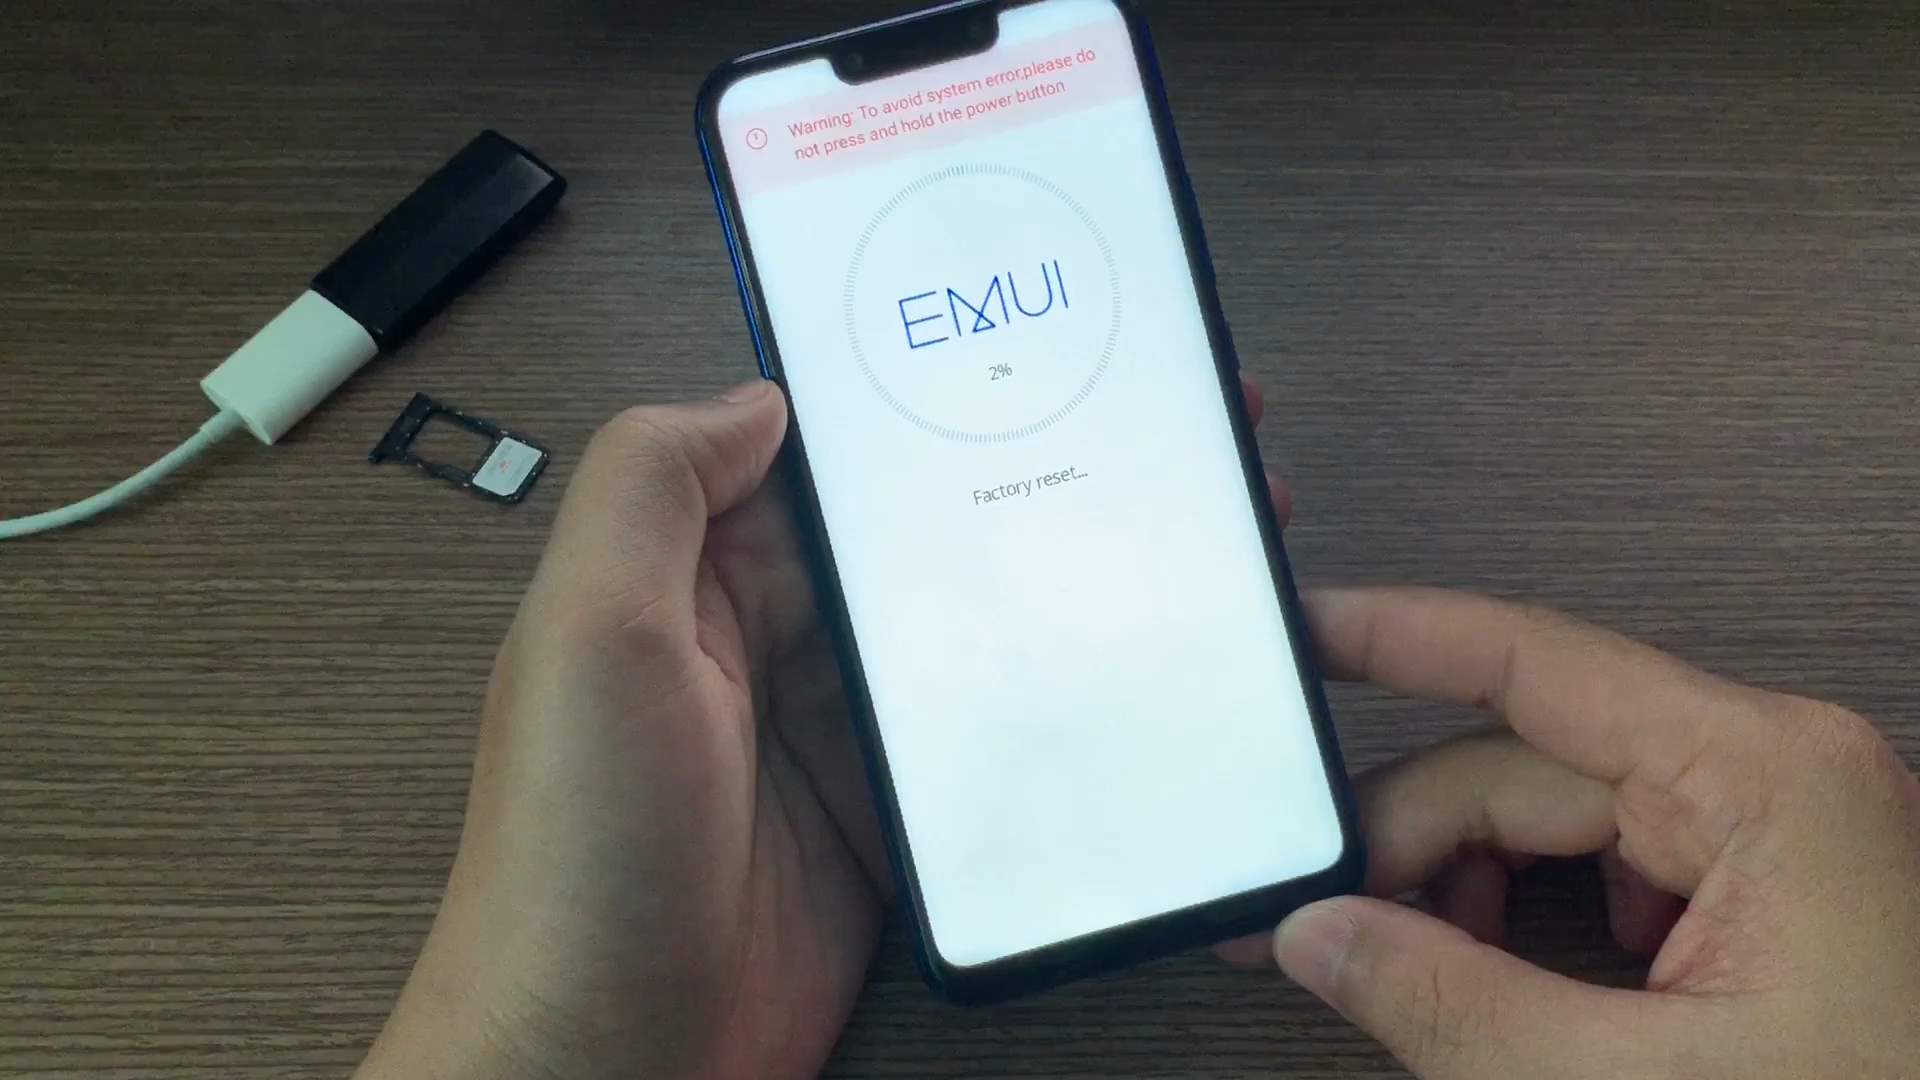 Warning: To avoid system error,please do
not press and hold the power button
EMUI
2%
Factory reset...